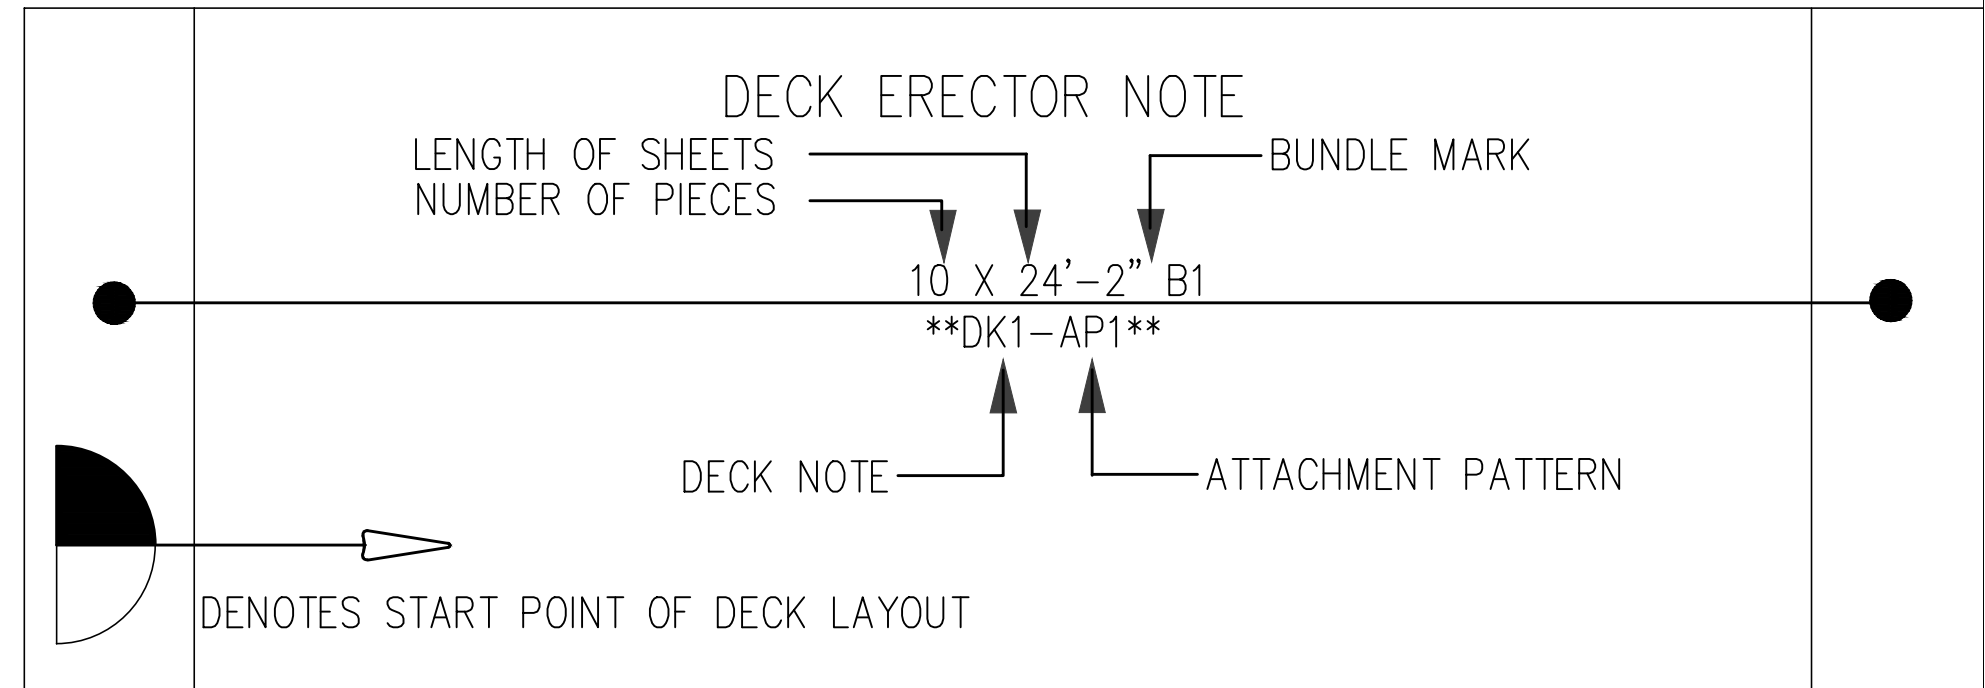 DECK ERECTOR NOTE
LENGTH OF SHEETS
BUNDLE MARK
NUMBER OF PIECES
10 X 24'-2" B1
**DK1-AP1**
DECK NOTE
ATTACHMENT PATTERN
DENOTES START POINT OF DECK LAYOUT